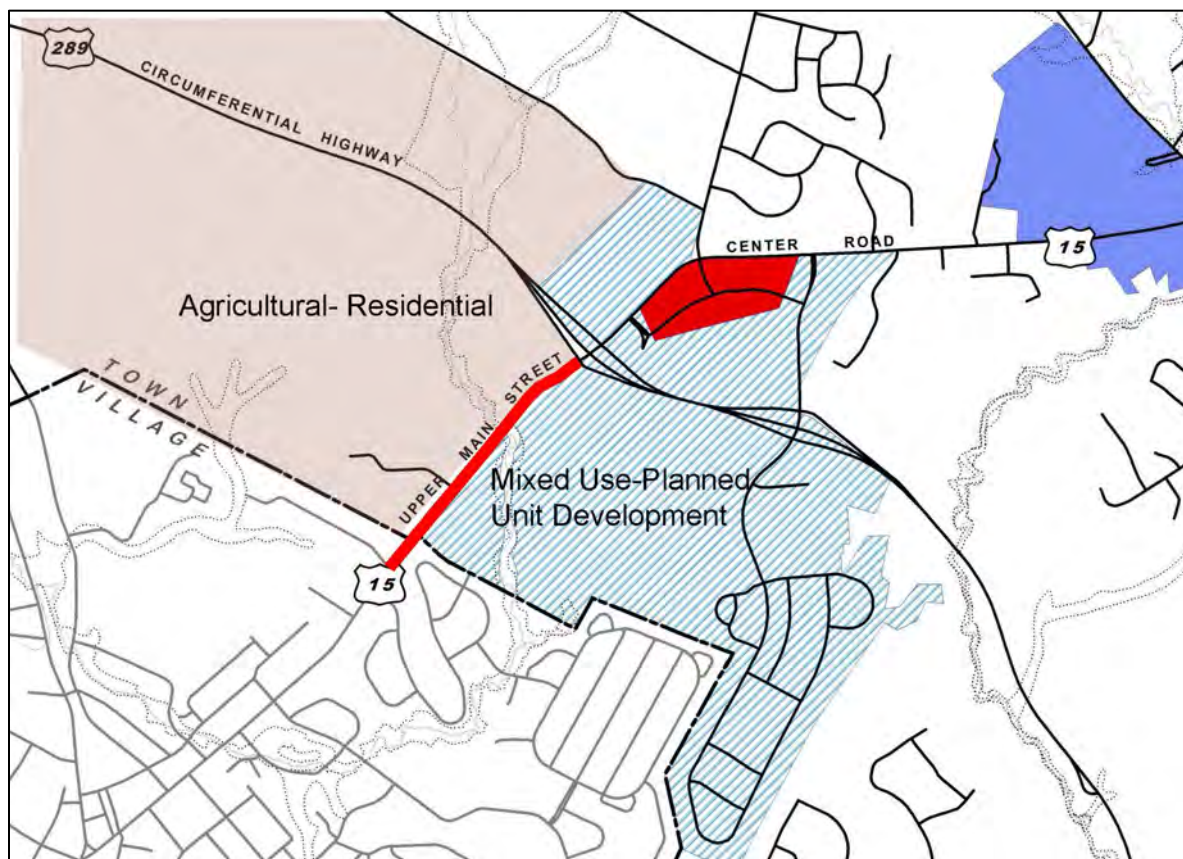 289
CIRCUMFERENTIAL HIGHWAY
CENTER ROAD
15
Agricultural- Residential
UPPER MAIN STREET
TOWN
VILLAGE
Mixed Use-Planned
Unit Development
15